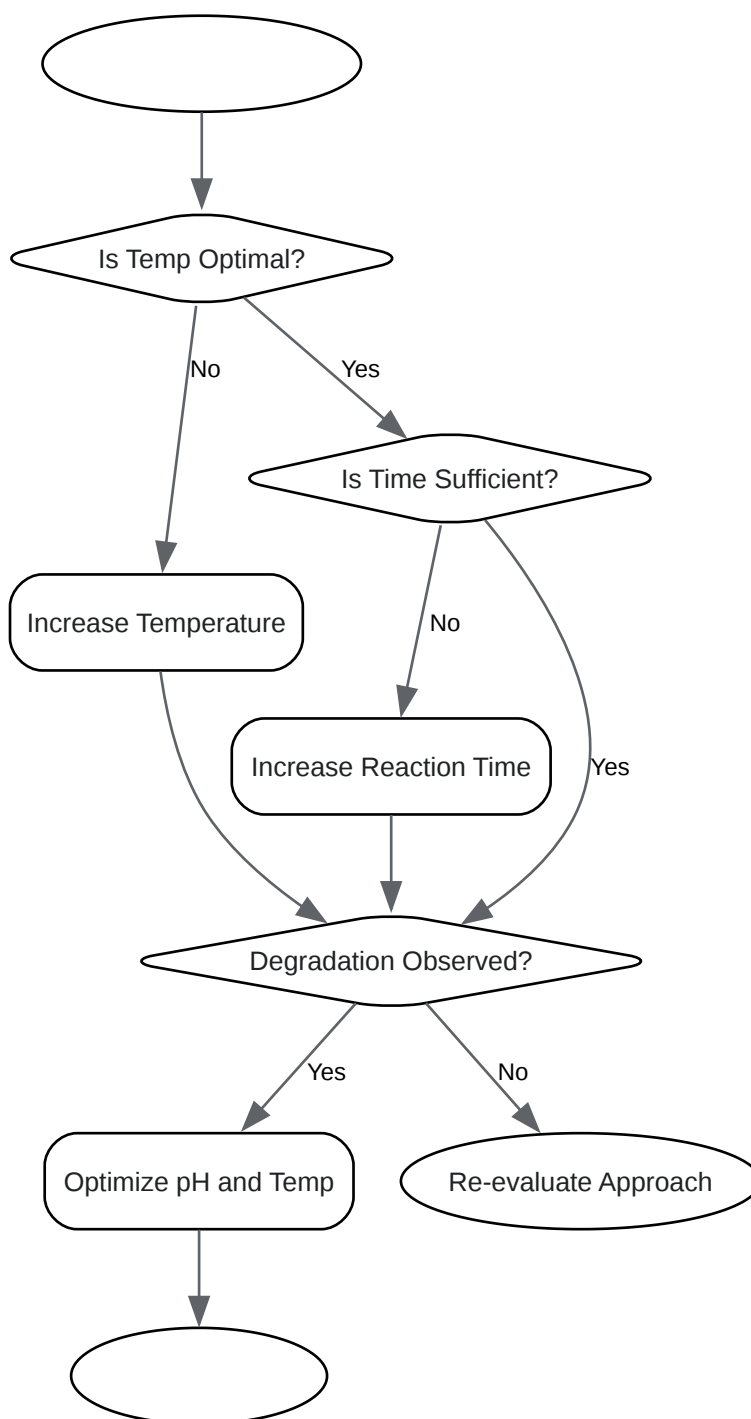 Is Temp Optimal?
No
Yes
Is Time Sufficient?
Increase Temperature
No
Increase Reaction Time
Yes
Degradation Observed?
Yes
No
Optimize pH and Temp
Re-evaluate Approach